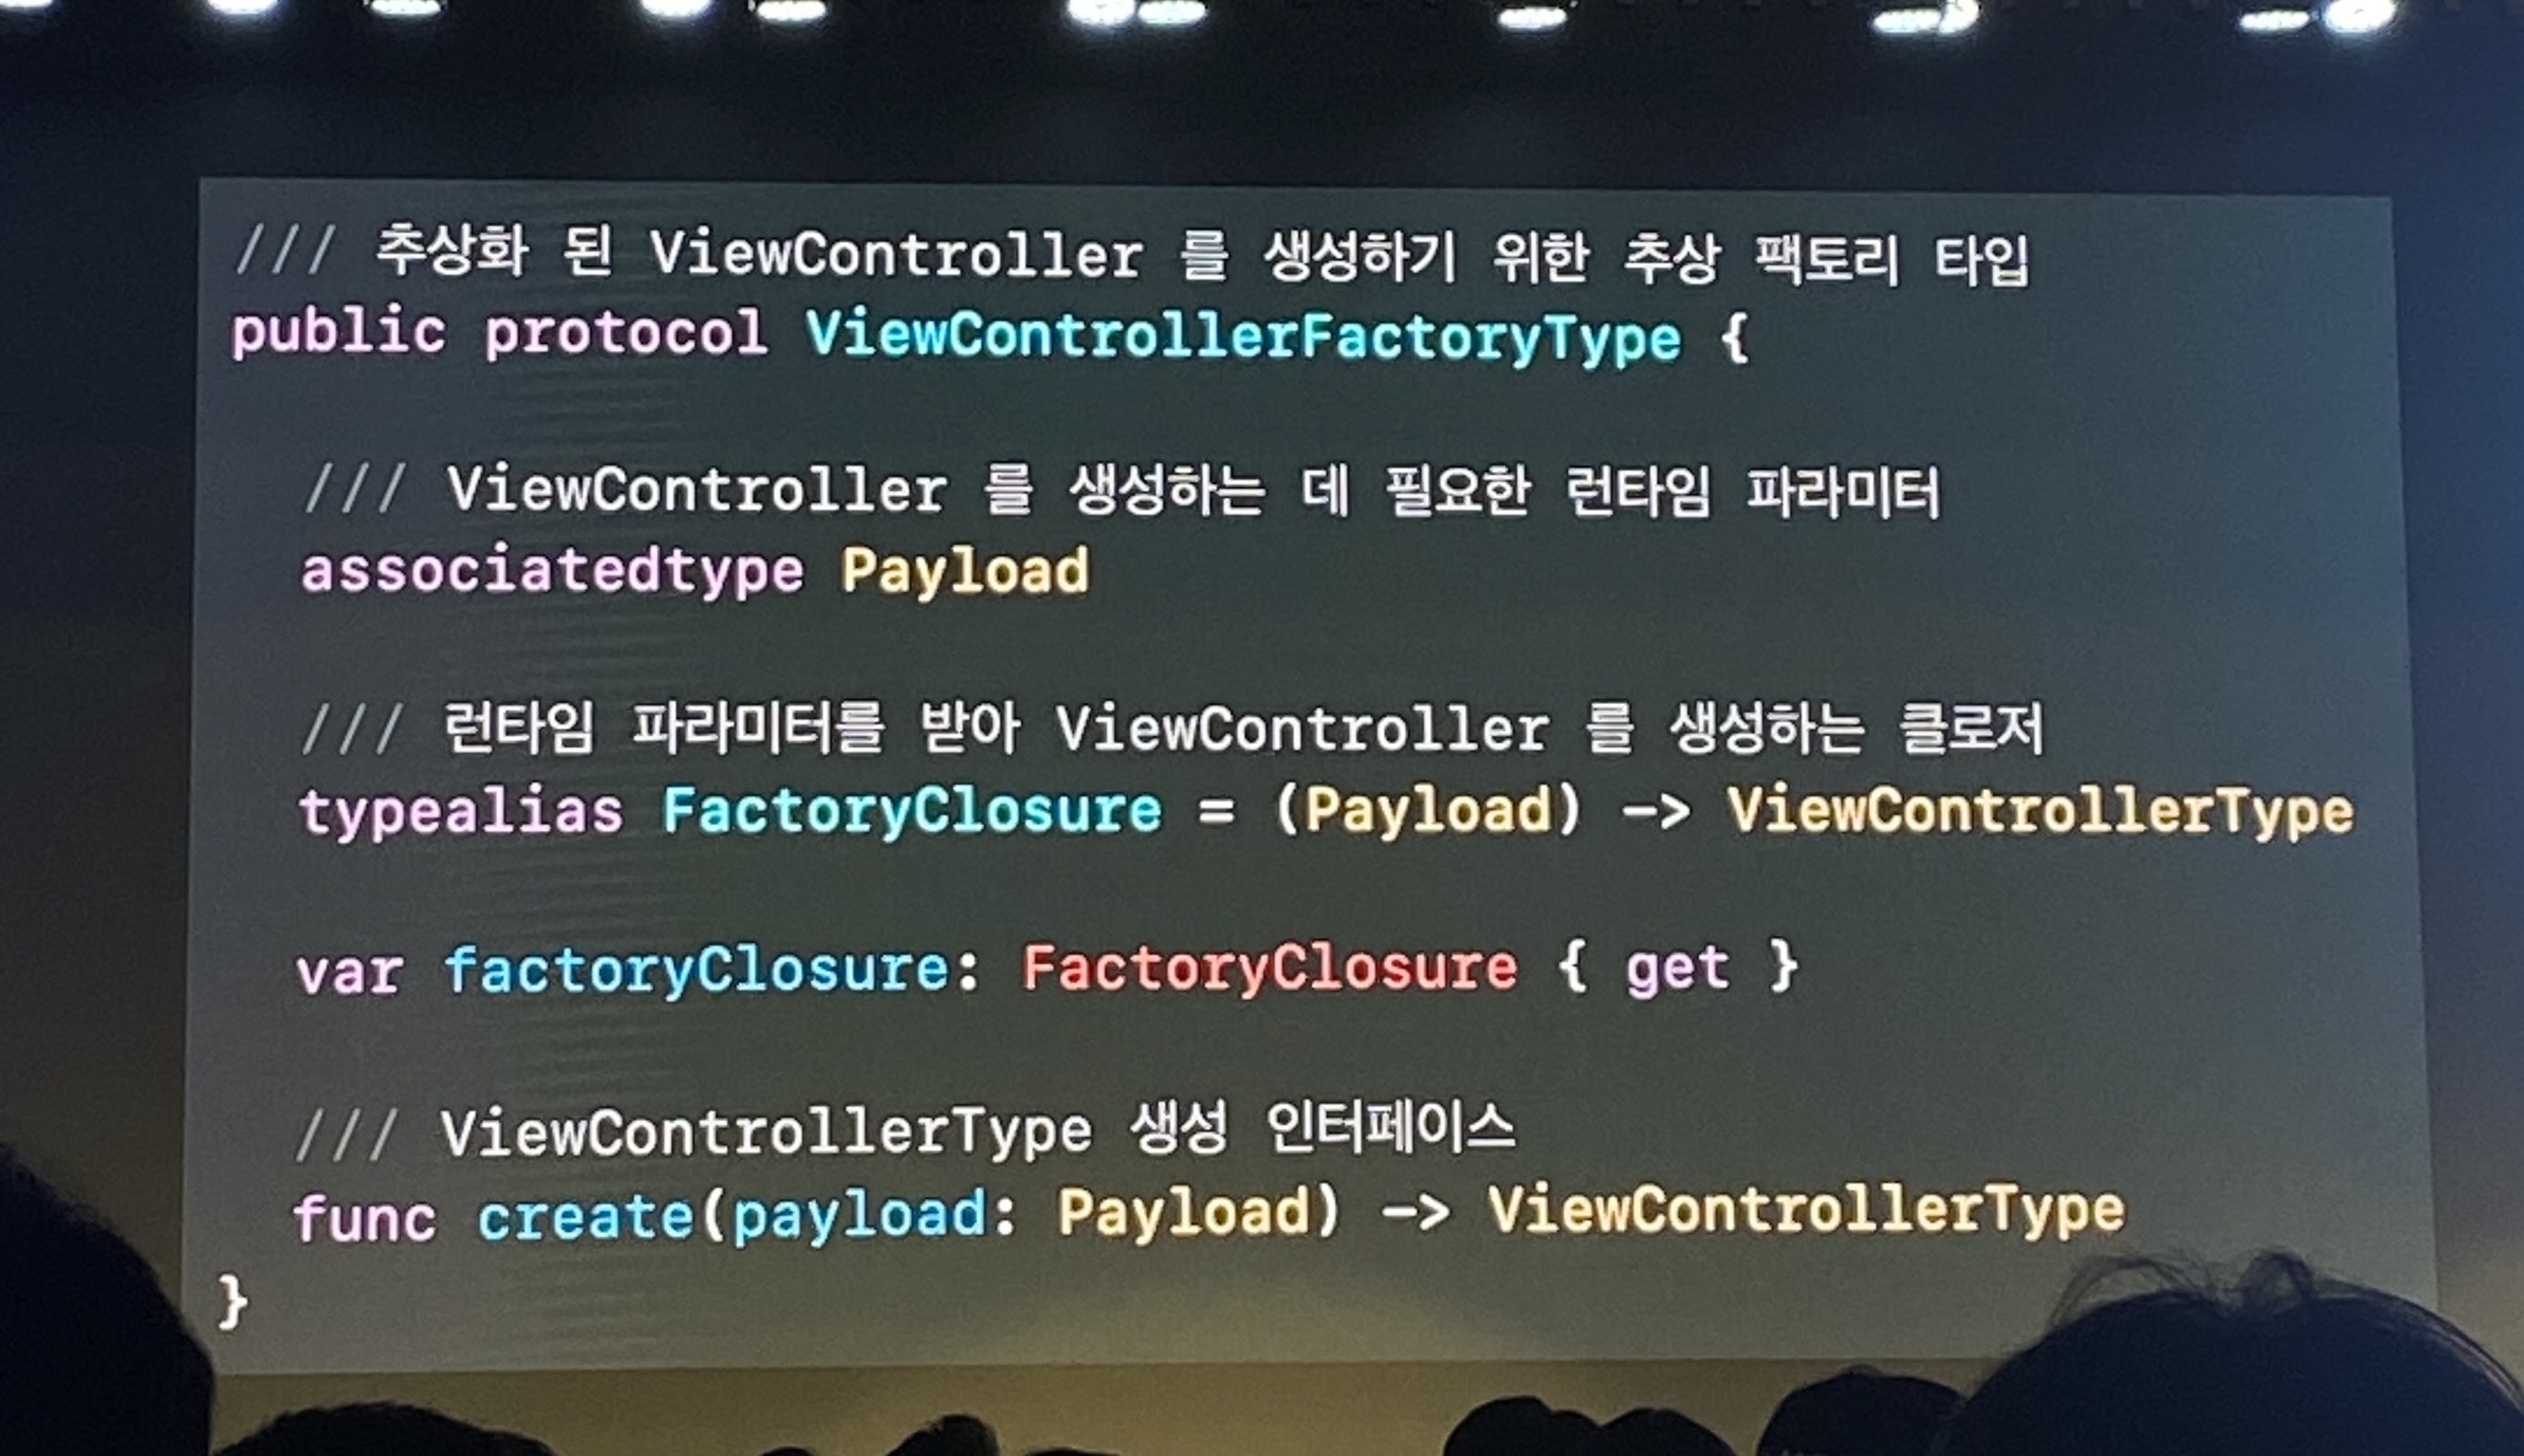 /// 추상화 된 ViewController 를 생성하기 위한 추상 팩토리 타입
public protocol ViewControllerFactoryType {
/// ViewController 를 생성하는 데 필요한 런타임 파라미터
associatedtype Payload
/// 런타임 파라미터를 받아 ViewController 를 생성하는 클로저
typealias FactoryClosure = (Payload) -> ViewControllerType
var factoryClosure: FactoryClosure { get }
/// ViewControllerType 생성 인터페이스
func create(payload: Payload) -> ViewControllerType
}